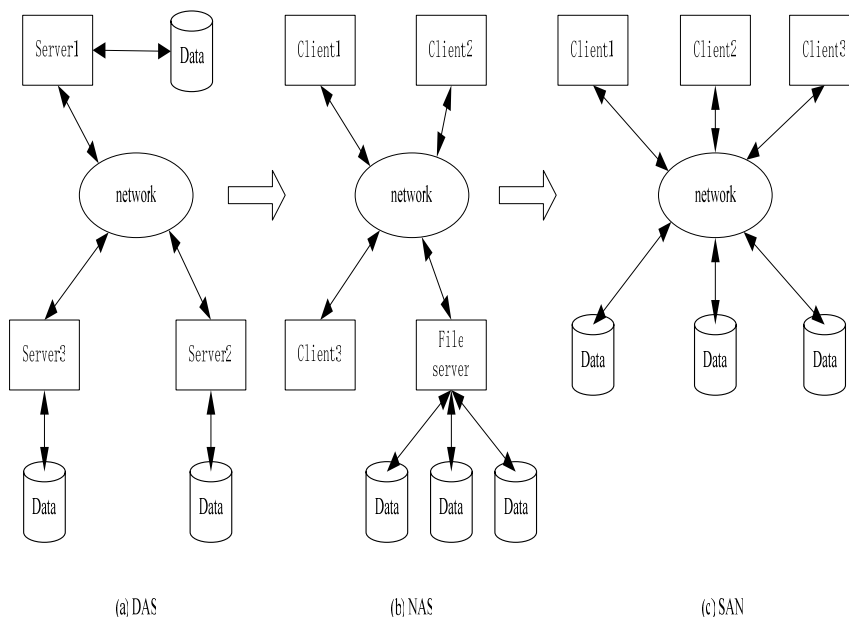 Server1
Data
Client1
Client2
Client1
Client2
Client3
network
network
network
Server3
Server2
Client3
File
server
Data
Data
Data
Data
Data
Data
Data
Data
(a) DAS
(b) NAS
(c) SAN